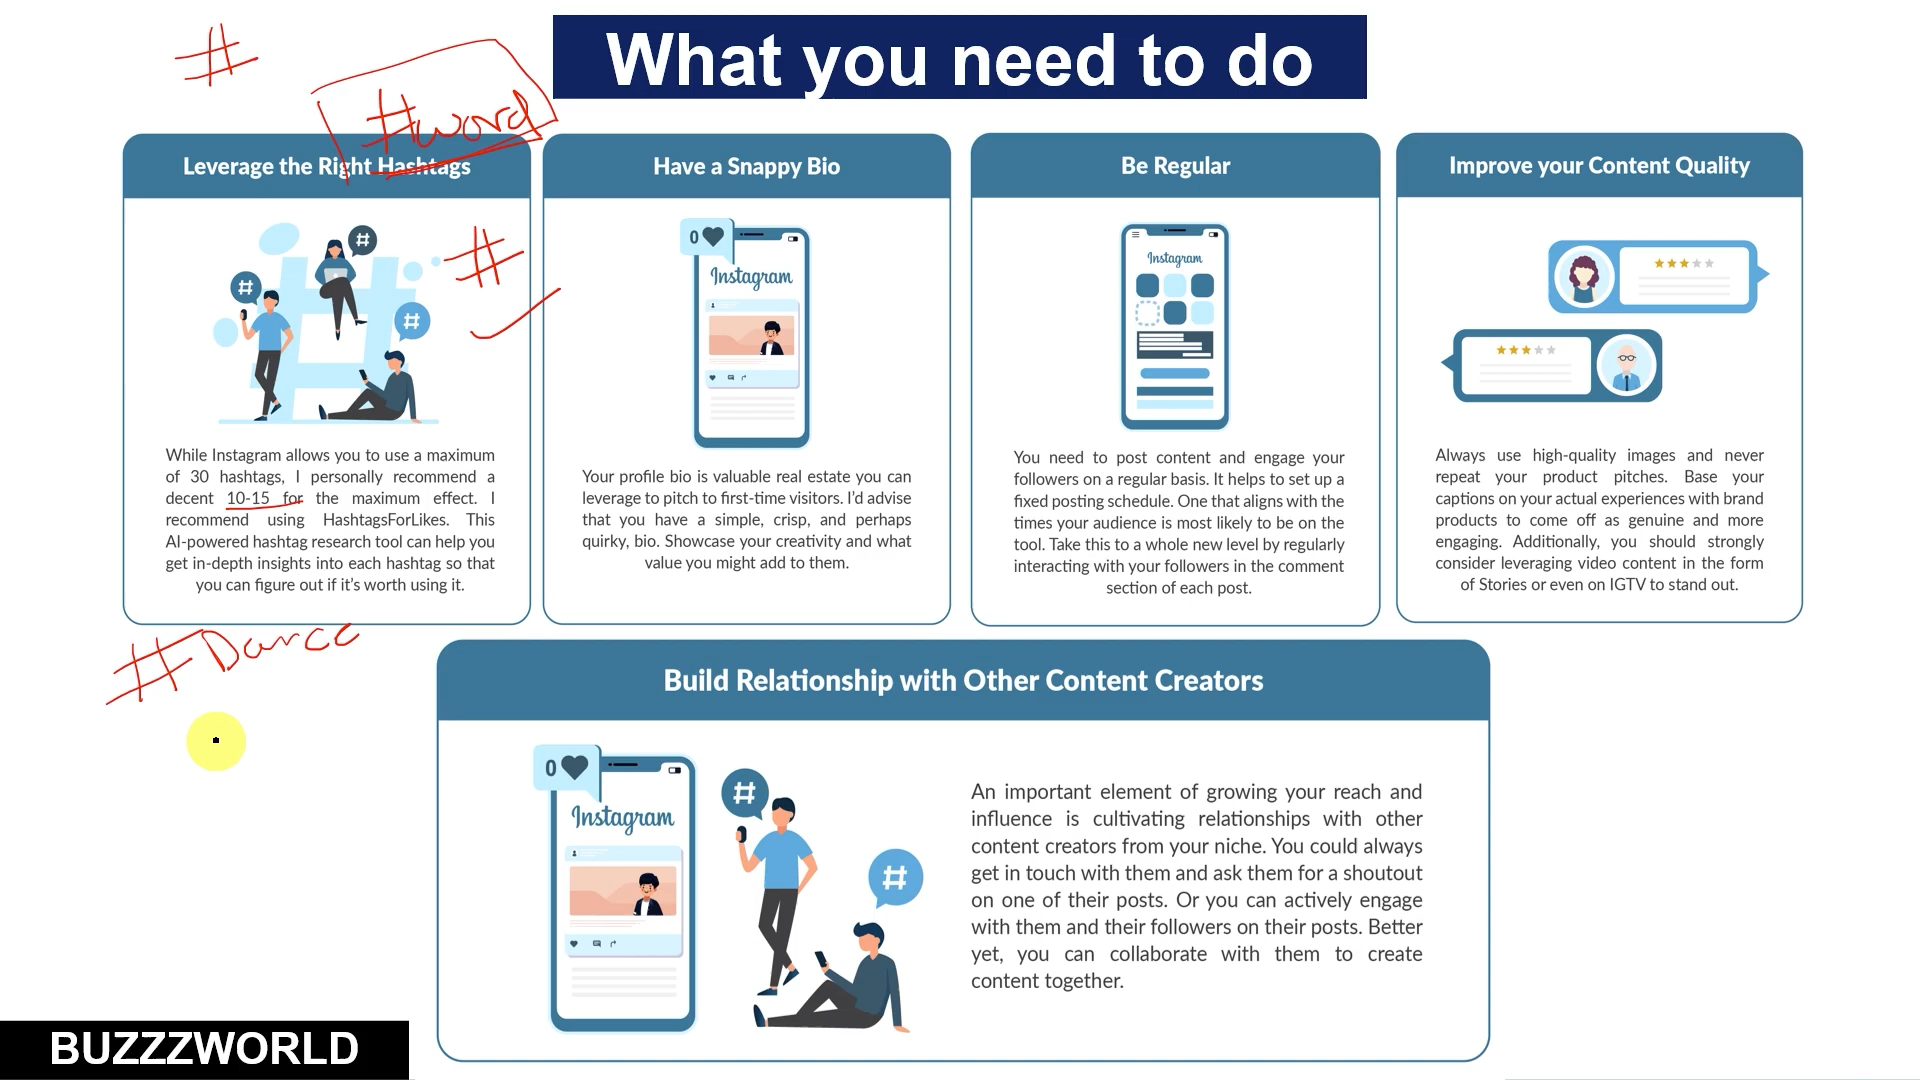 What you need to do
#
#word
Leverage the Right Hashtags
#
#
#
#
While Instagram allows you to use a maximum
of 30 hashtags, I personally recommend a
decent 10-15 for the maximum effect. I
recommend using HashtagsForLikes. This
AI-powered hashtag research tool can help you
get in-depth insights into each hashtag so that
you can figure out if it's worth using it.
#Dance
Have a Snappy Bio
0
Instagram
Your profile bio is valuable real estate you can
leverage to pitch to first-time visitors. I'd advise
that you have a simple, crisp, and perhaps
quirky, bio. Showcase your creativity and what
value you might add to them.
Be Regular
Instagram
You need to post content and engage your
followers on a regular basis. It helps to set up a
fixed posting schedule. One that aligns with the
times your audience is most likely to be on the
tool. Take this to a whole new level by regularly
interacting with your followers in the comment
section of each post.
Improve your Content Quality
Always use high-quality images and never
repeat your product pitches. Base your
captions on your actual experiences with brand
products to come off as genuine and more
engaging. Additionally, you should strongly
consider leveraging video content in the form
of Stories or even on IGTV to stand out.
Build Relationship with Other Content Creators
0
Instagram
#
#
An important element of growing your reach and
influence is cultivating relationships with other
content creators from your niche. You could always
get in touch with them and ask them for a shoutout
on one of their posts. Or you can actively engage
with them and their followers on their posts. Better
yet, you can collaborate with them to create
content together.
BUZZZWORLD